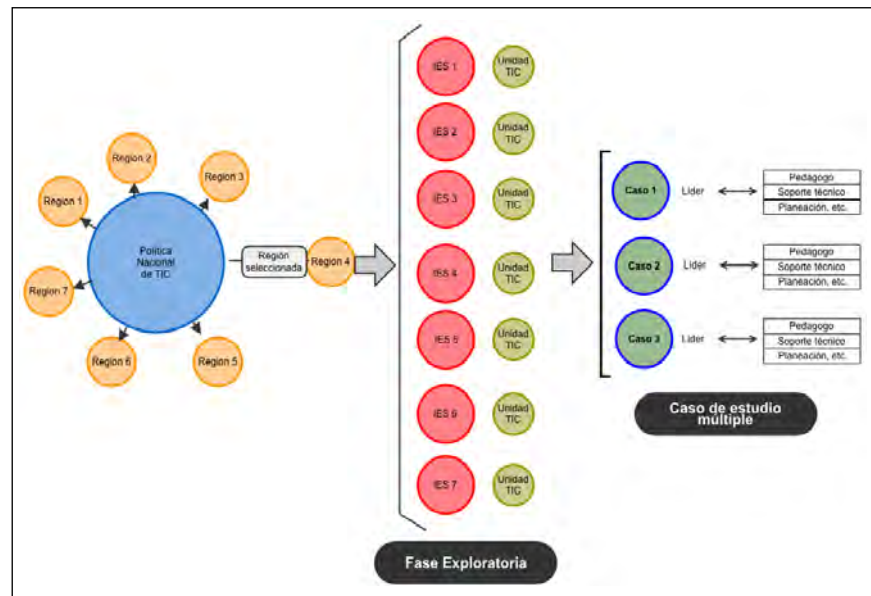 Region 2
Region 3
Region 1
Política
Nacional
de TIC
Región
seleccionada
Region 4
Region 7
Region 6
Region 5
IES 1
Unidad
TIC
IES 2
Unidad
TIC
IES 3
Unidad
TIC
IES 4
Unidad
TIC
IES 5
Unidad
TIC
IES 6
Unidad
TIC
IES 7
Unidad
TIC
Fase Exploratoria
Caso 1
Líder
Pedagogo
Soporte técnico
Planeación, etc.
Caso 2
Líder
Pedagogo
Soporte técnico
Planeación, etc.
Caso 3
Líder
Pedagogo
Soporte técnico
Planeación, etc.
Caso de estudio
múltiple